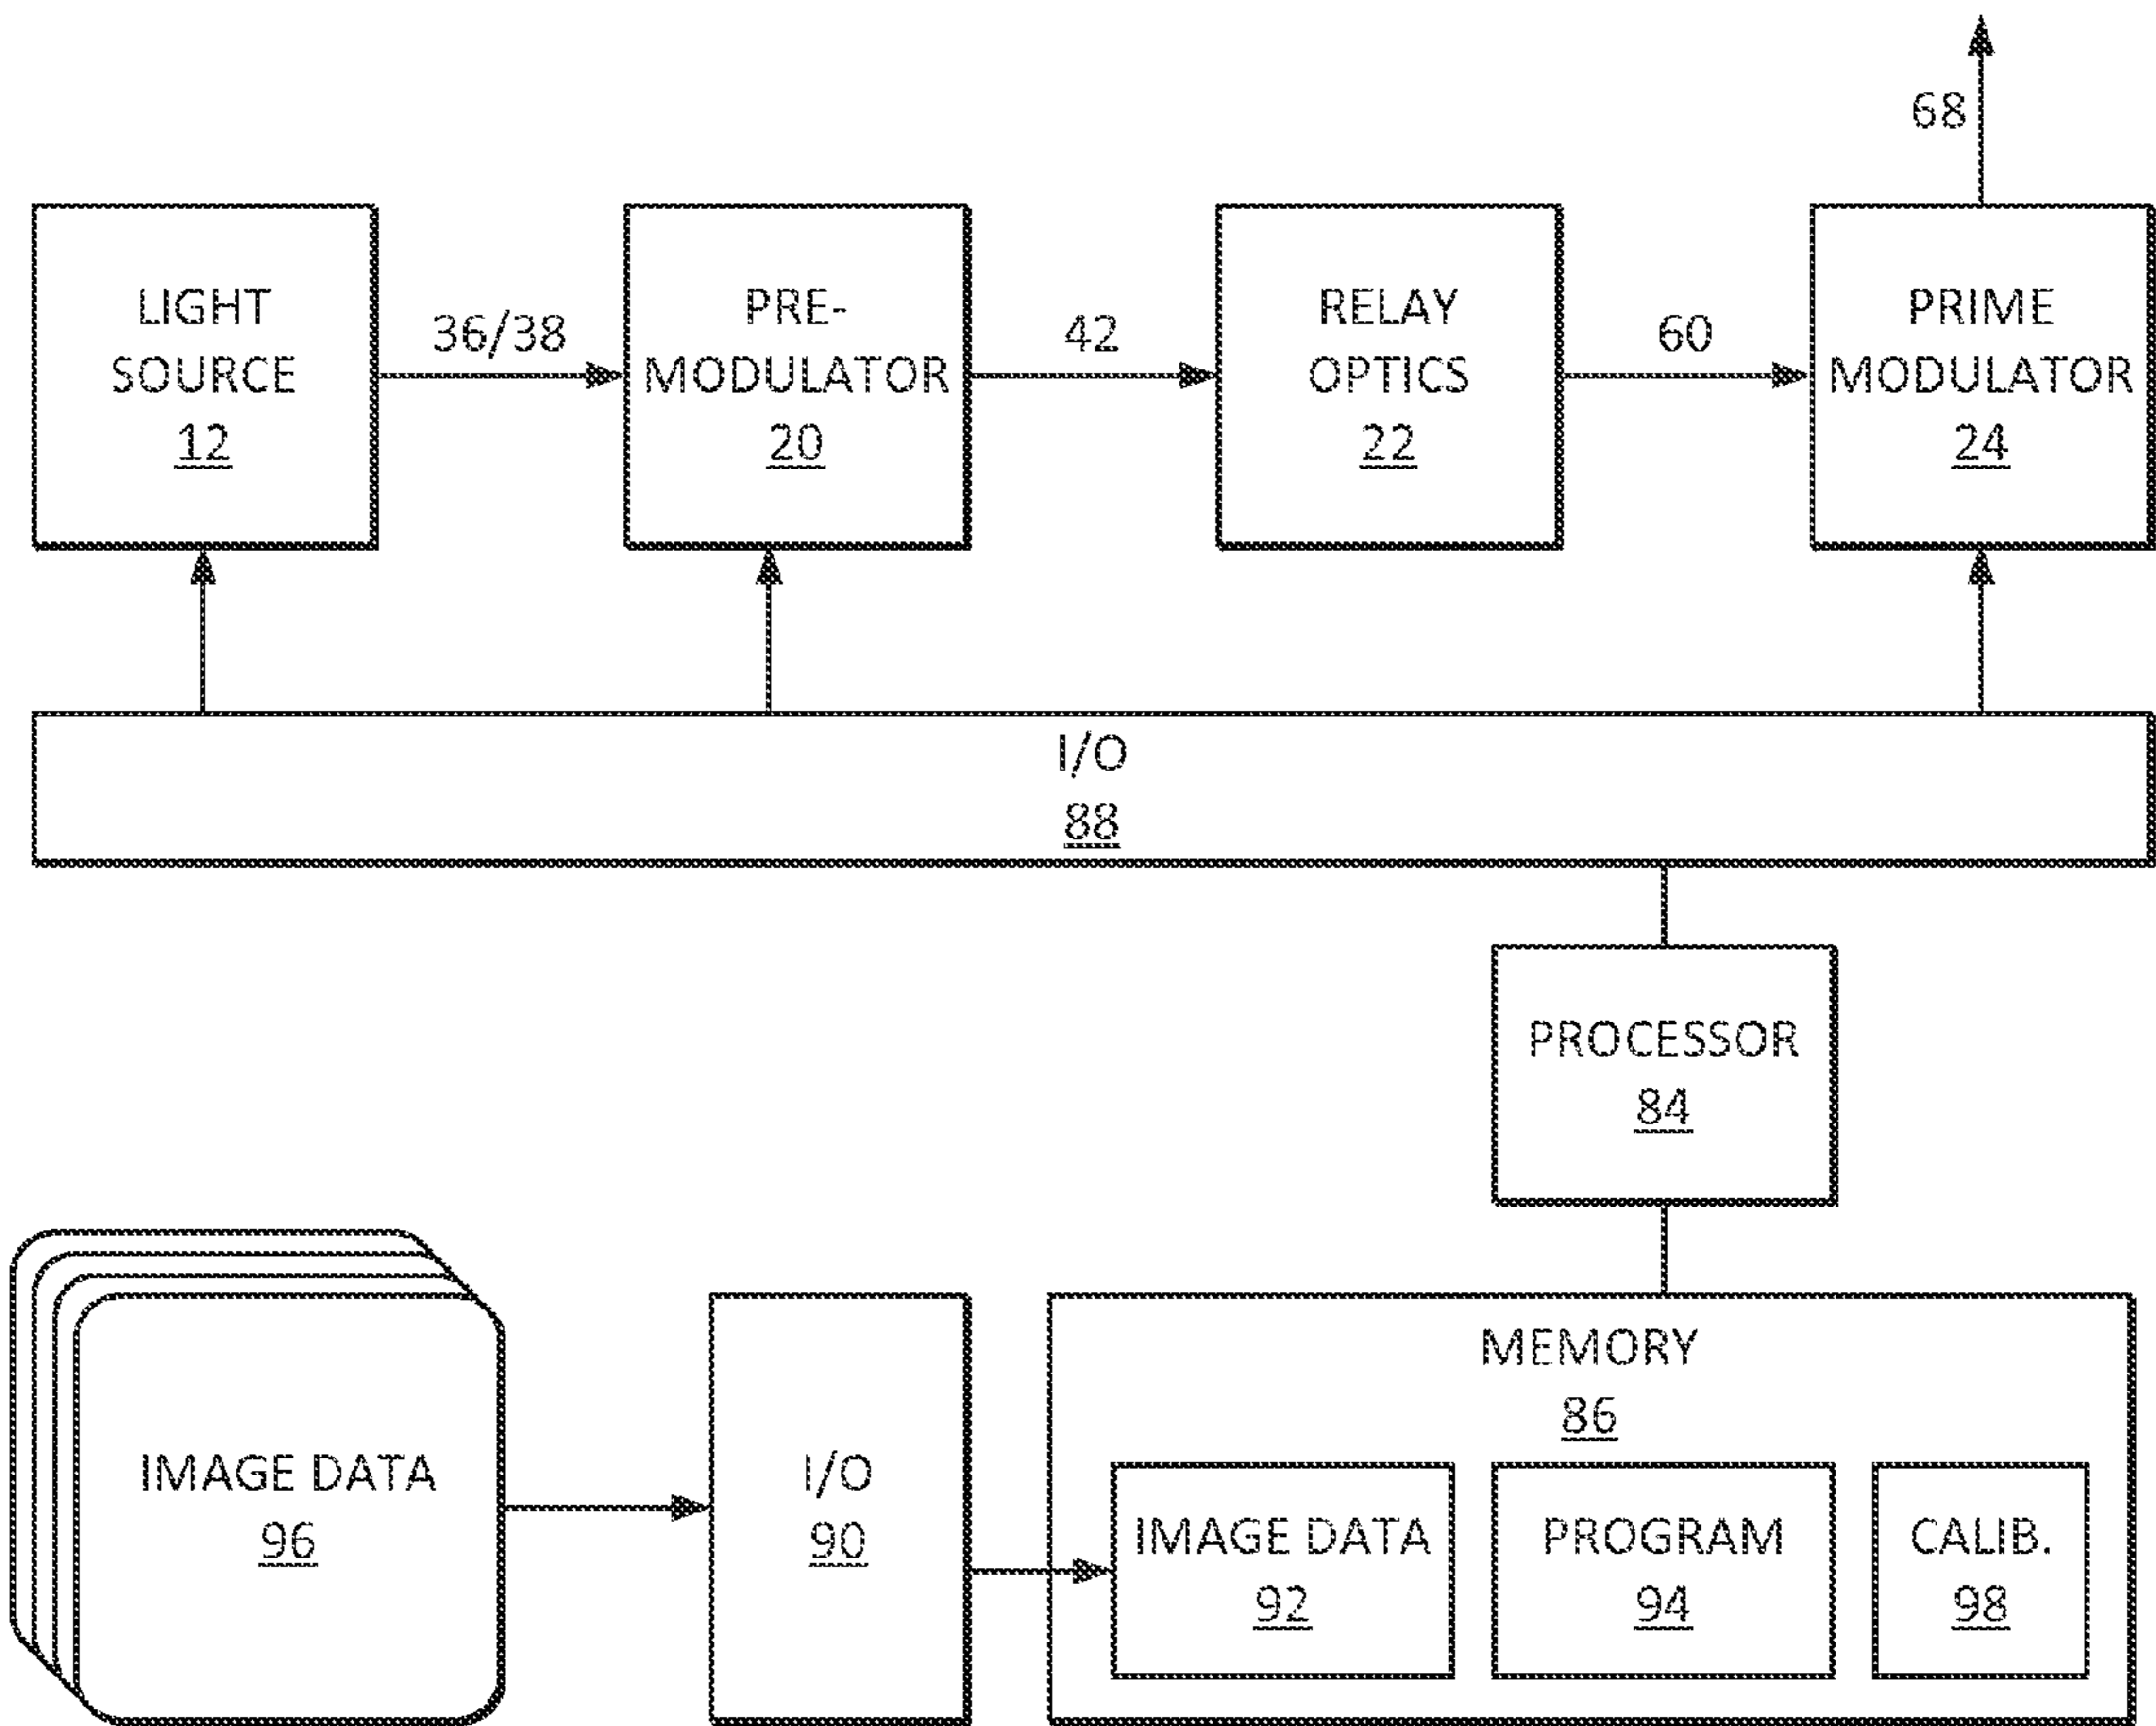 68
LIGHT
SOURCE
12
36/38
PRE-
MODULATOR
20
42
RELAY
OPTICS
22
60
PRIME
MODULATOR
24
I/O
88
PROCESSOR
84
IMAGE DATA
96
I/O
90
MEMORY
86
IMAGE DATA
92
PROGRAM
94
CALIB.
98